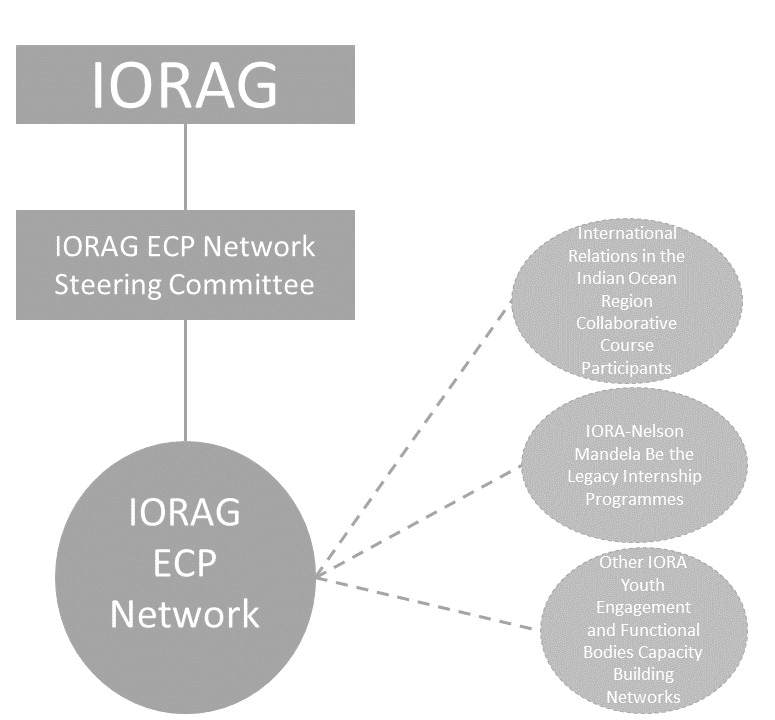 IORAG
IORAG ECP Network
Steering Committee
IORAG
ECP
Network
International
Relations in the
Indian Ocean
Region
Collaborative
Course
Participants
IORA-Nelson
Mandela Be the
Legacy Internship
Programmes
Other IORA
Youth
Engagement
and Functional
Bodies Capacity
Building
Networks